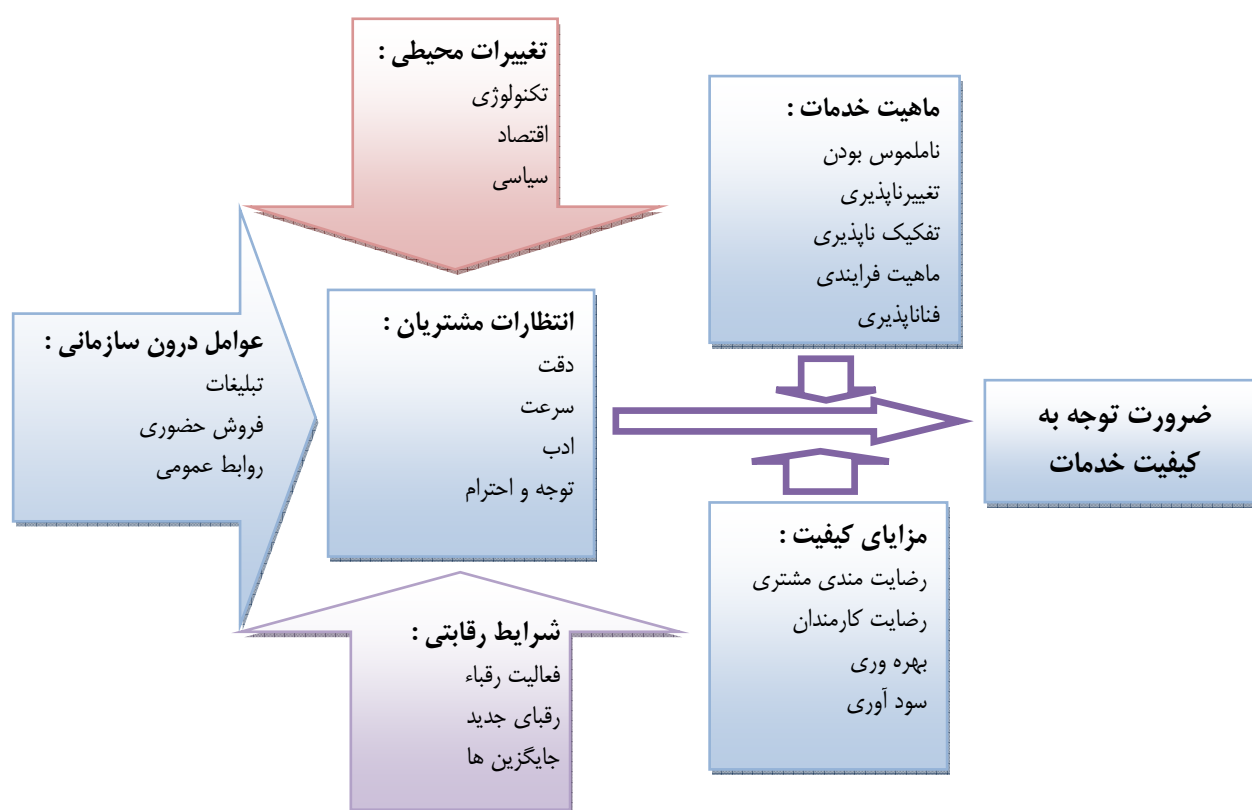 تغییرات محیطی :
تکنولوژی
اقتصاد
سیاسی
ماهیت خدمات :
ناملموس بودن
تغییرناپذیری
تفکیک ناپذیری
ماهیت فرایندی
فناناپذیری
عوامل درون سازمانی :
تبلیغات
فروش حضوری
روابط عمومی
انتظارات مشتریان :
دقت
سرعت
ادب
توجه و احترام
ضرورت توجه به
کیفیت خدمات
شرایط رقابتی :
فعالیت رقباء
رقبای جدید
جایگزین ها
مزایای کیفیت :
رضایت مندی مشتری
رضایت کارمندان
بهره وری
سود آوری